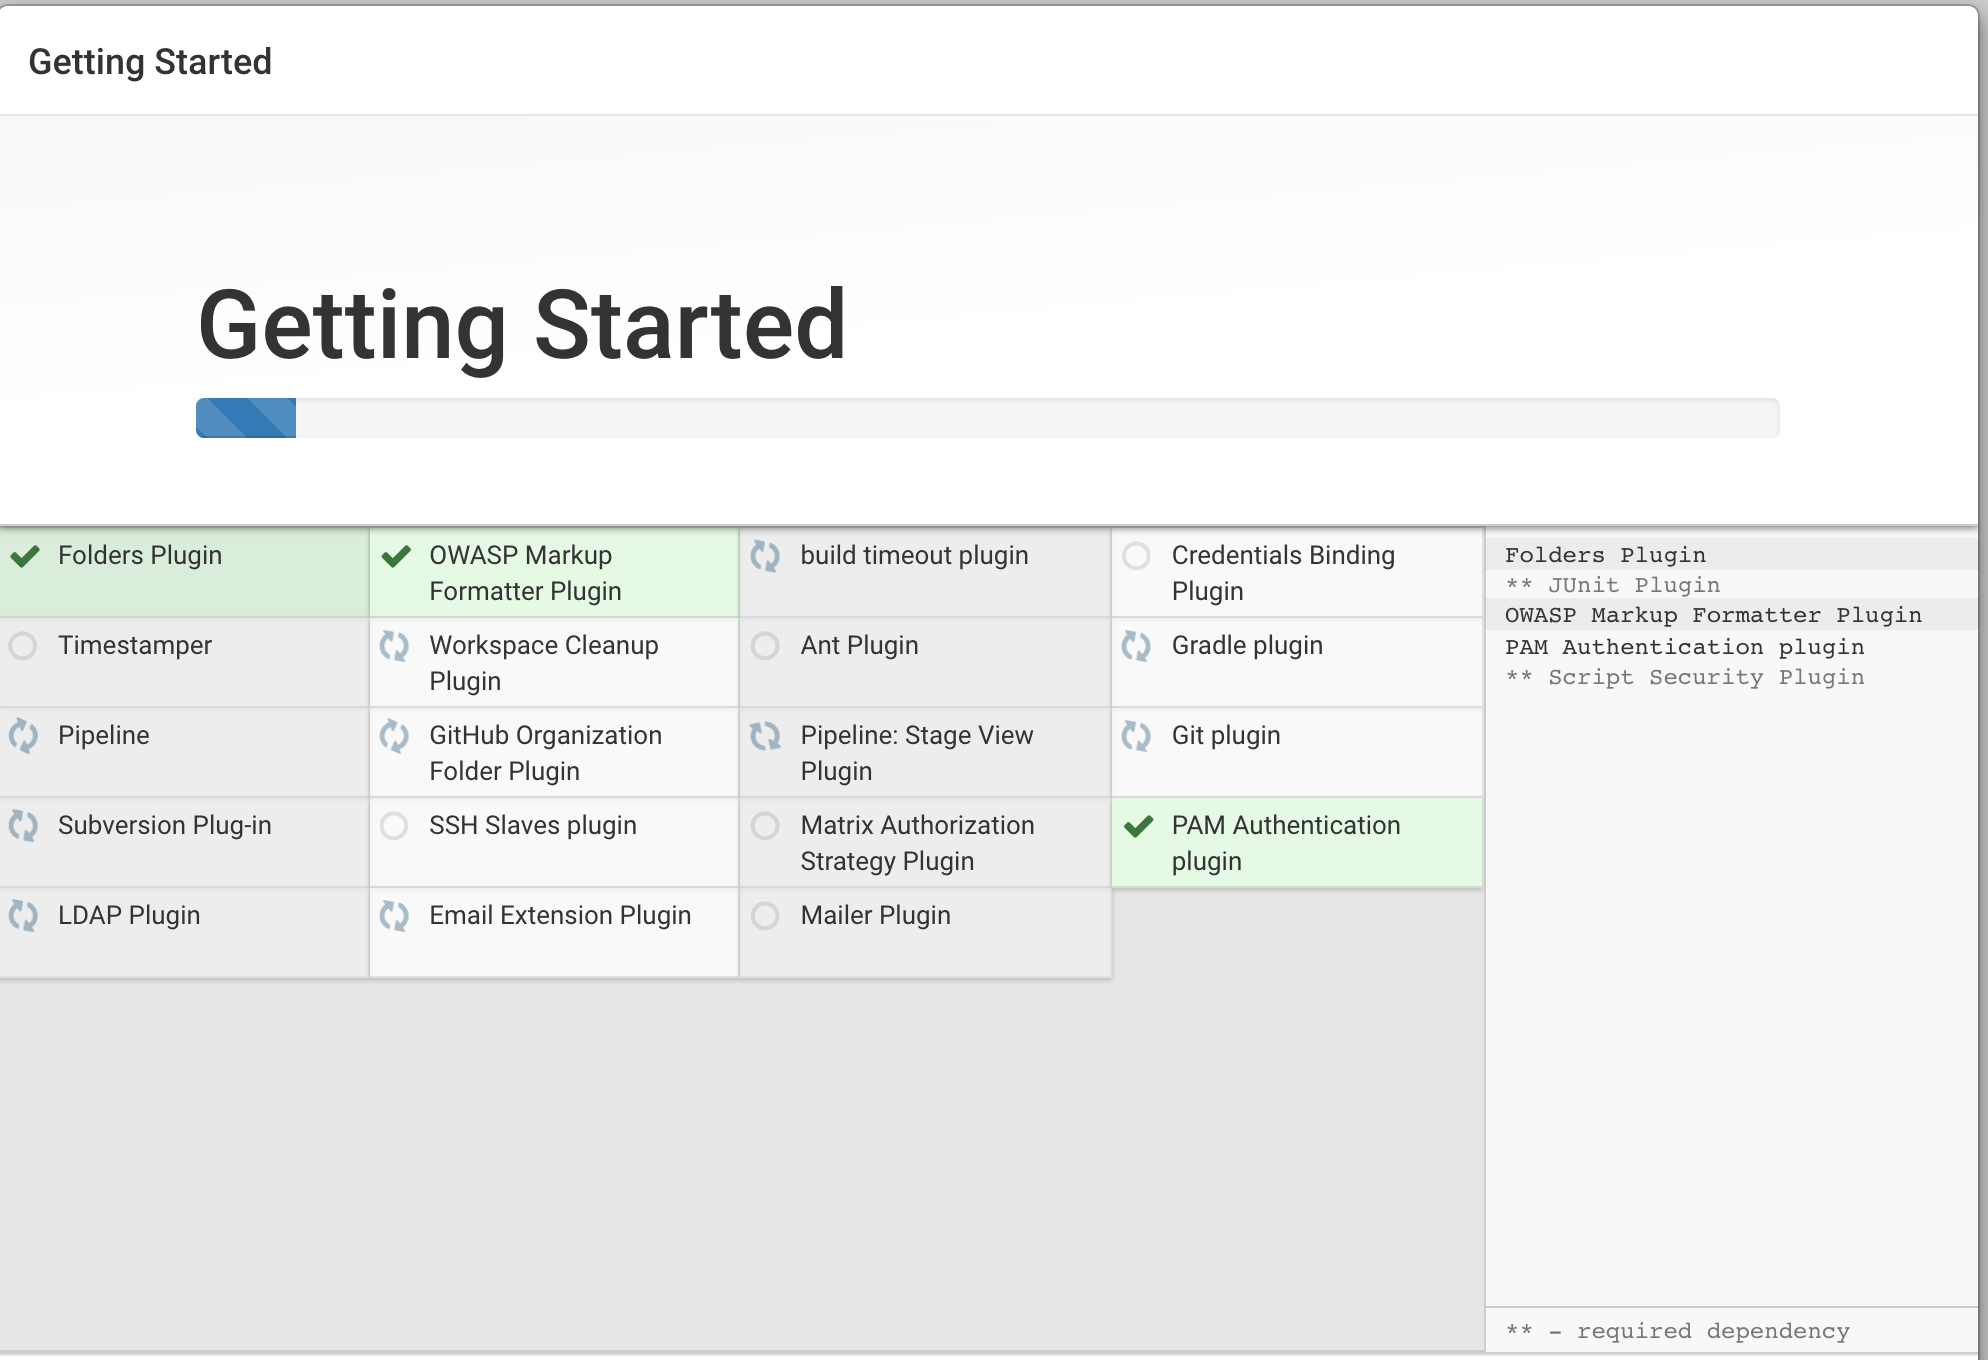 Getting Started
Getting Started
Folders Plugin
OWASP Markup
Formatter Plugin
build timeout plugin
Credentials Binding
Plugin
Timestamper
Workspace Cleanup
Plugin
Ant Plugin
Gradle plugin
Pipeline
GitHub Organization
Folder Plugin
Pipeline: Stage View
Plugin
Git plugin
Subversion Plug-in
SSH Slaves plugin
Matrix Authorization
Strategy Plugin
PAM Authentication
plugin
LDAP Plugin
Email Extension Plugin
Mailer Plugin
Folders Plugin
** JUnit Plugin
OWASP Markup Formatter Plugin
PAM Authentication plugin
** Script Security Plugin
** - required dependency